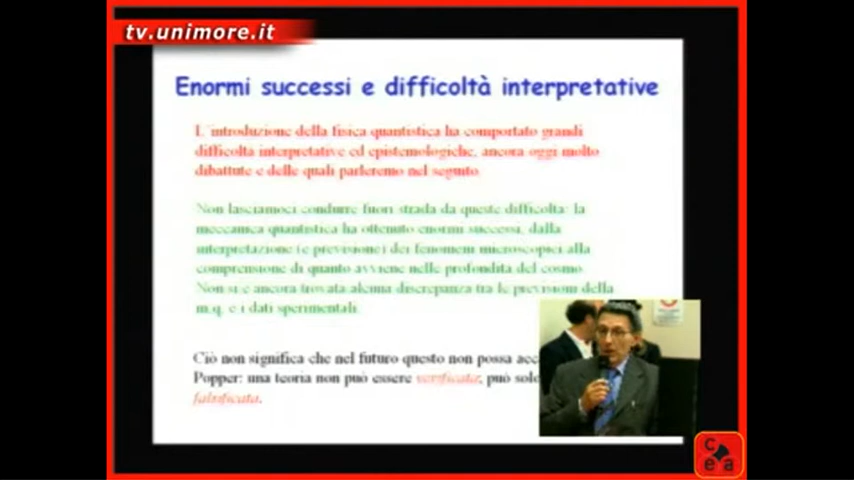 tv.unimore.it
Enormi successi e difficoltà interpretative
L'introduzione della fisica quantistica ha comportato grandi
difficoltà interpretative ed epistemologiche, ancora oggi molto
dibattute e delle quali parleremo nel seguito.
Non lasciamoci condurre fuori strada da queste difficoltà: la
meccanica quantistica ha ottenuto enormi successi, dalla
interpretazione (e previsione) dei fenomeni microscopici alla
comprensione di quanto avviene nelle profondità del cosmo.
Non si è ancora trovata alcuna discrepanza tra le previsioni della
m.q. e i dati sperimentali.
Ciò non significa che nel futuro questo non possa acc
Popper: una teoria non può essere verificata, può solo
falsificata.
c
e a